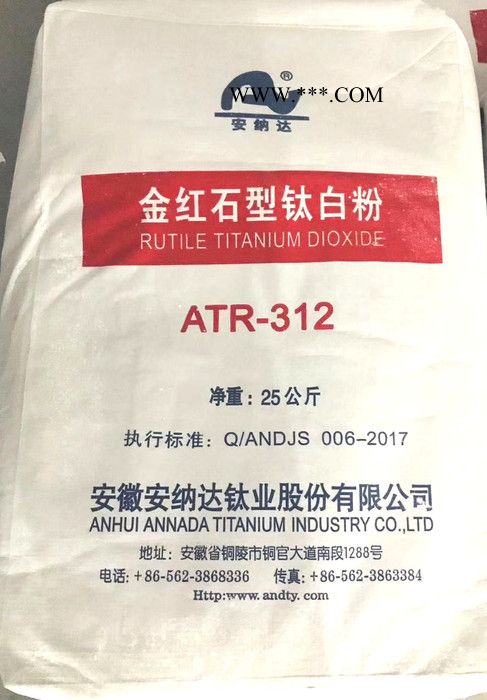 ®
WWW.***.COM
安纳达
金红石型钛白粉
RUTILE TITANIUM DIOXIDE
ATR-312
净重：25公斤
执行标准：Q/ANDJS 006-2017
安徽安纳达钛业股份有限公司
ANHUI ANNADA TITANIUM INDUSTRY CO.,LTD
地址：安徽省铜陵市铜官大道南段1288号
电话：+86-562-3868336 传真：+86-562-3863384
Http:www.andty.com